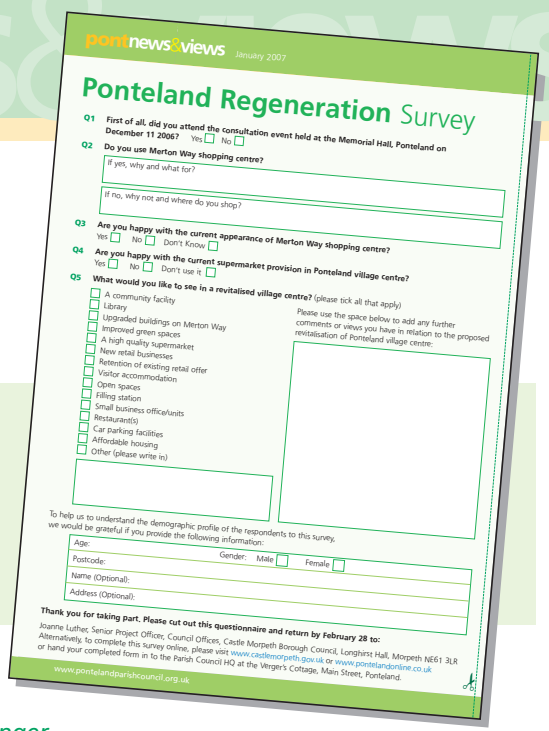 pontnews&views January 2007
Ponteland Regeneration Survey
Q1 First of all, did you attend the consultation event held at the Memorial Hall, Ponteland on
December 11 2006? Yes No
Q2 Do you use Merton Way shopping centre?
If yes, why and what for?
If no, why not and where do you shop?
Q3 Are you happy with the current appearance of Merton Way shopping centre?
Yes No Don't Know
Q4 Are you happy with the current supermarket provision in Ponteland village centre?
Yes No Don't use it
Q5 What would you like to see in a revitalised village centre? (please tick all that apply)
A community facility
Library
Upgraded buildings on Merton Way
Improved green spaces
A high quality supermarket
New retail businesses
Retention of existing retail offer
Visitor accommodation
Open spaces
Filling station
Small business office/units
Restaurant(s)
Car parking facilities
Affordable housing
Other (please write in)
Please use the space below to add any further
comments or views you have in relation to the proposed
revitalisation of Ponteland village centre:
To help us to understand the demographic profile of the respondents to this survey,
we would be grateful if you provide the following information:
Age: Gender: Male Female
Postcode:
Name (Optional):
Address (Optional):
Thank you for taking part. Please cut out this questionnaire and return by February 28 to:
Joanne Luther, Senior Project Officer, Council Offices, Castle Morpeth Borough Council, Longhirst Hall, Morpeth NE61 3LR
Alternatively, to complete this survey online, please visit www.castlemorpeth.gov.uk or www.pontelandonline.co.uk
or hand your completed form in to the Parish Council HQ at the Verger's Cottage, Main Street, Ponteland.
www.pontelandparishcouncil.org.uk